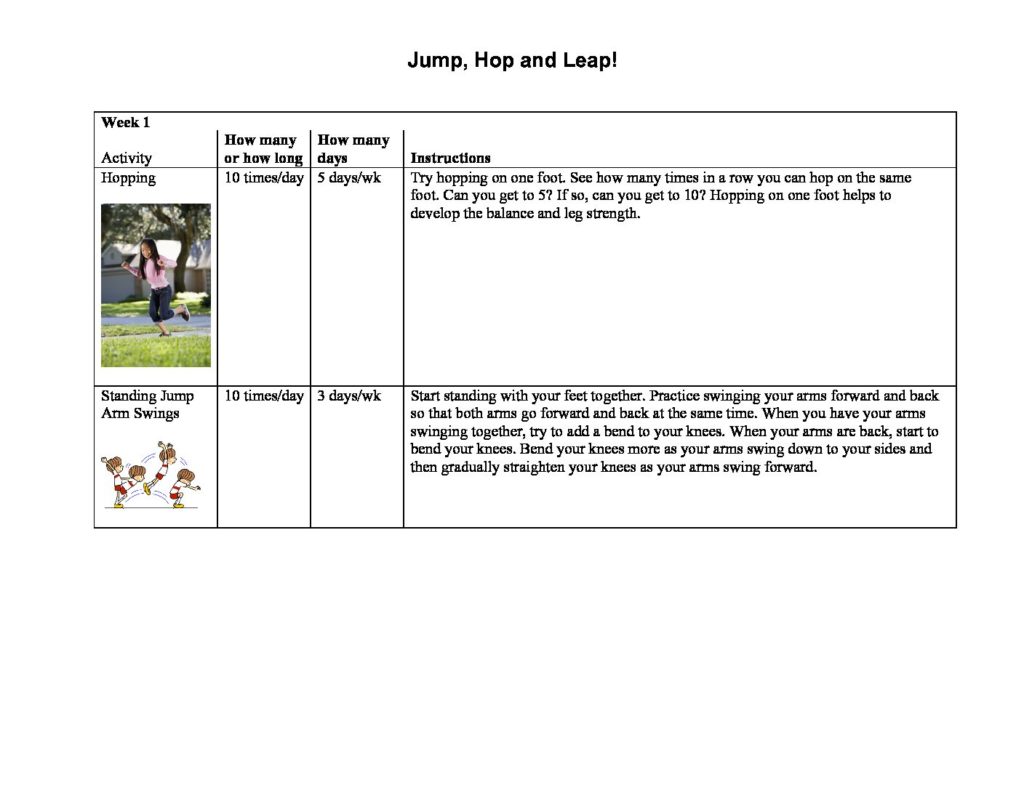 Jump, Hop and Leap!
Week 1
Activity
How many
or how long
How many
days
Instructions
Hopping
10 times/day
5 days/wk
Try hopping on one foot. See how many times in a row you can hop on the same
foot. Can you get to 5? If so, can you get to 10? Hopping on one foot helps to
develop the balance and leg strength.
Standing Jump
Arm Swings
10 times/day
3 days/wk
Start standing with your feet together. Practice swinging your arms forward and back
so that both arms go forward and back at the same time. When you have your arms
swinging together, try to add a bend to your knees. When your arms are back, start to
bend your knees. Bend your knees more as your arms swing down to your sides and
then gradually straighten your knees as your arms swing forward.